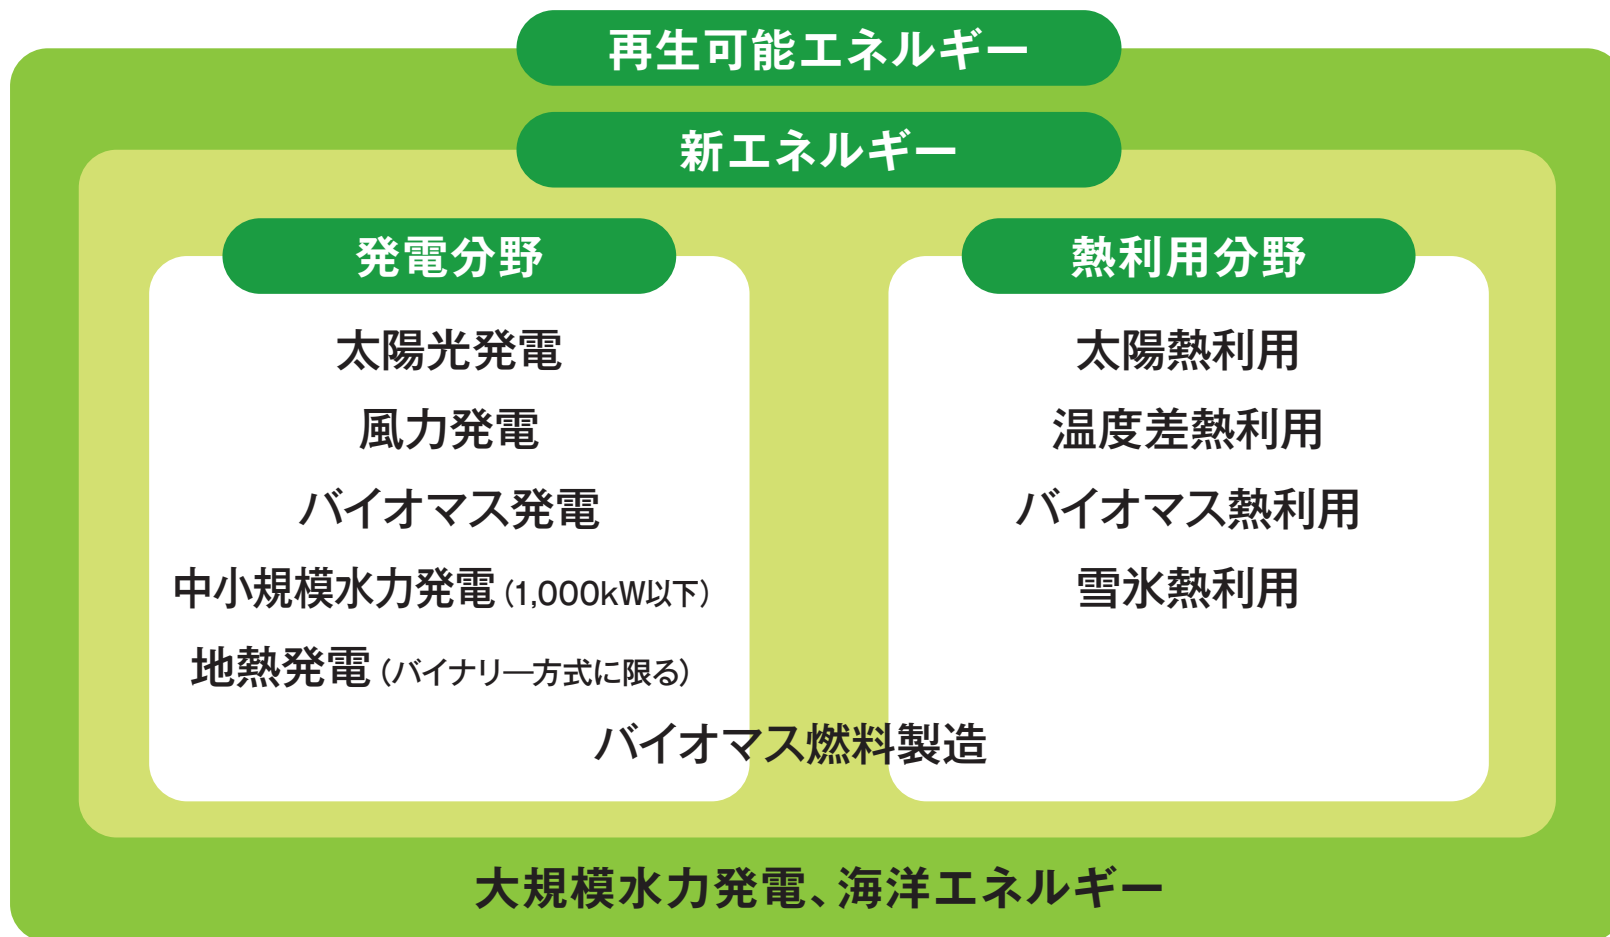 再生可能エネルギー
新エネルギー
発電分野
太陽光発電
風力発電
バイオマス発電
中小規模水力発電（1,000kW以下）
地熱発電（バイナリ―方式に限る）
熱利用分野
太陽熱利用
温度差熱利用
バイオマス熱利用
雪氷熱利用
バイオマス燃料製造
大規模水力発電、海洋エネルギー